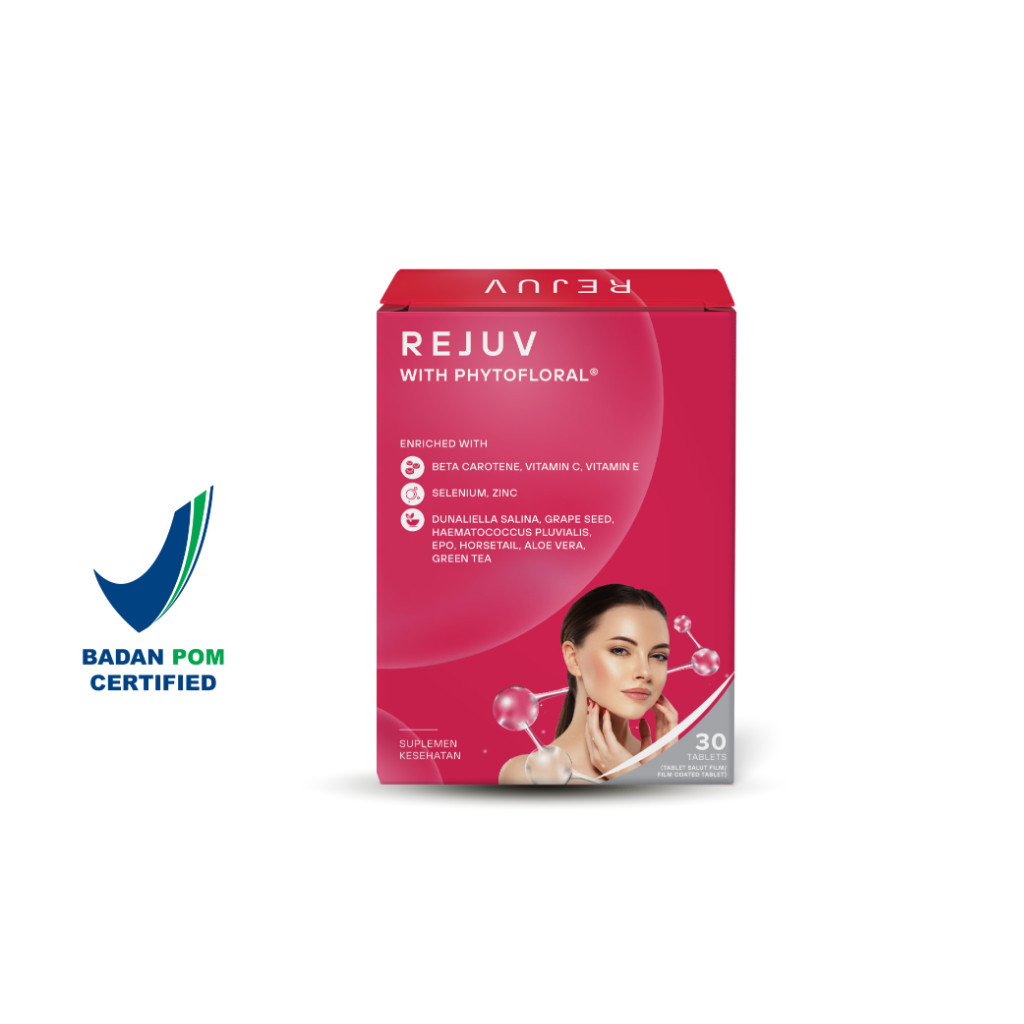 REJUV
REJUV
WITH PHYTOFLORAL®
ENRICHED WITH
BETA CAROTENE, VITAMIN C, VITAMIN E
SELENIUM, ZINC
DUNALIELLA SALINA, GRAPE SEED,
HAEMATOCOCCUS PLUVIALIS,
EPO, HORSETAIL, ALOE VERA,
GREEN TEA
SUPLEMEN
KESEHATAN
30
TABLETS
(TABLET SALUT FILM/
FILM COATED TABLET)
BADAN POM
CERTIFIED